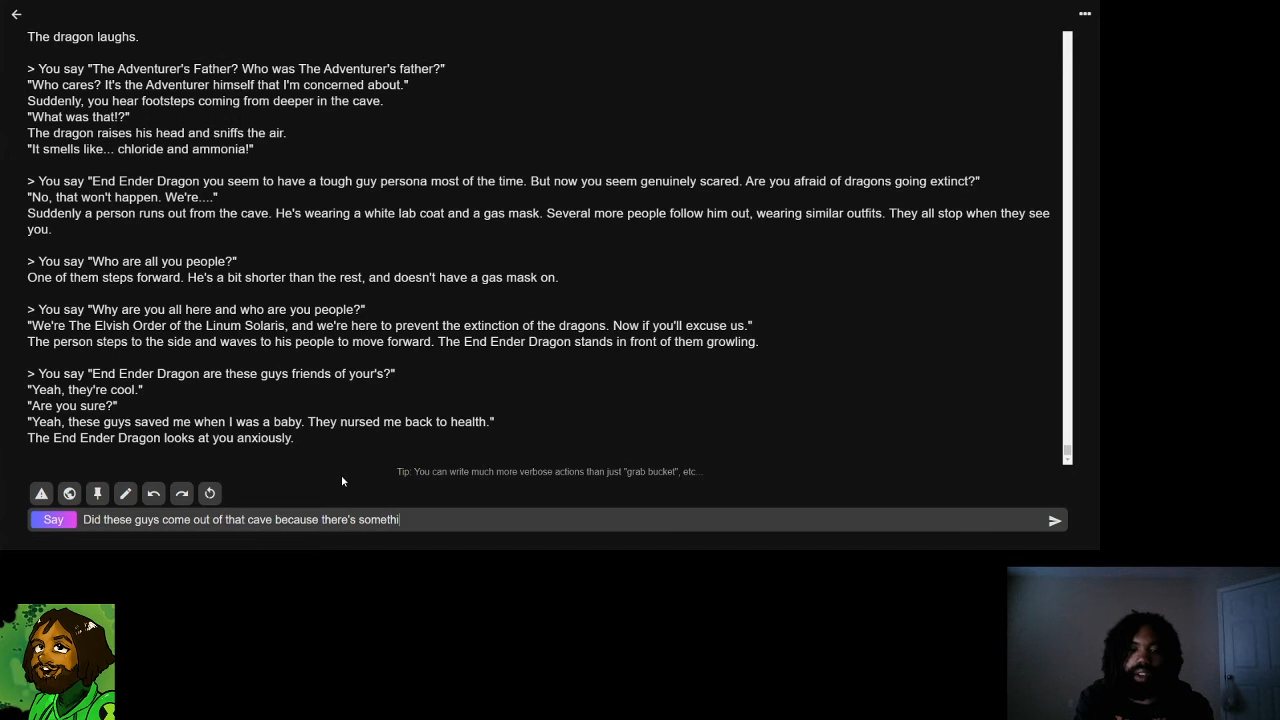 The dragon laughs.
> You say "The Adventurer's Father? Who was The Adventurer's father?"
"Who cares? It's the Adventurer himself that I'm concerned about."
Suddenly, you hear footsteps coming from deeper in the cave.
"What was that!?"
The dragon raises his head and sniffs the air.
"It smells like... chloride and ammonia!"
> You say "End Ender Dragon you seem to have a tough guy persona most of the time. But now you seem genuinely scared. Are you afraid of dragons going extinct?"
"No, that won't happen. We're...."
Suddenly a person runs out from the cave. He's wearing a white lab coat and a gas mask. Several more people follow him out, wearing similar outfits. They all stop when they see
you.
> You say "Who are all you people?"
One of them steps forward. He's a bit shorter than the rest, and doesn't have a gas mask on.
> You say "Why are you all here and who are you people?"
"We're The Elvish Order of the Linum Solaris, and we're here to prevent the extinction of the dragons. Now if you'll excuse us."
The person steps to the side and waves to his people to move forward. The End Ender Dragon stands in front of them growling.
> You say "End Ender Dragon are these guys friends of your's?"
"Yeah, they're cool."
"Are you sure?"
"Yeah, these guys saved me when I was a baby. They nursed me back to health."
The End Ender Dragon looks at you anxiously.
Tip: You can write much more verbose actions than just "grab bucket", etc...
Say Did these guys come out of that cave because there's somethi